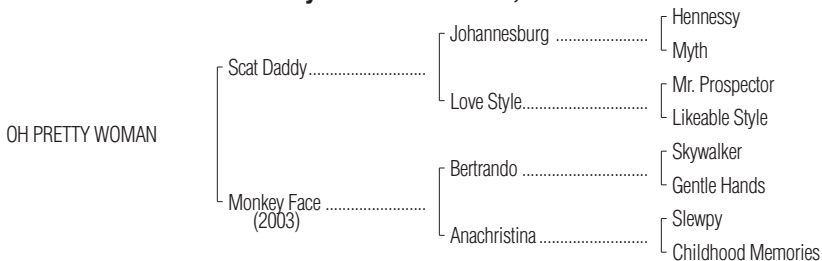 Hennessy
Johannesburg ......................
Myth
Scat Daddy............................
Mr. Prospector
Love Style..............................
Likeable Style
OH PRETTY WOMAN
Skywalker
Bertrando ..............................
Gentle Hands
Monkey Face ........................
(2003)
Slewpy
Anachristina ..........................
Childhood Memories